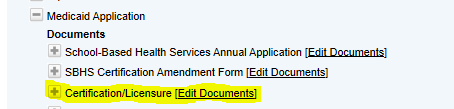 Medicaid Application
Documents
School-Based Health Services Annual Application [Edit Documents]
SBHS Certification Amendment Form [Edit Documents]
Certification/Licensure [Edit Documents]